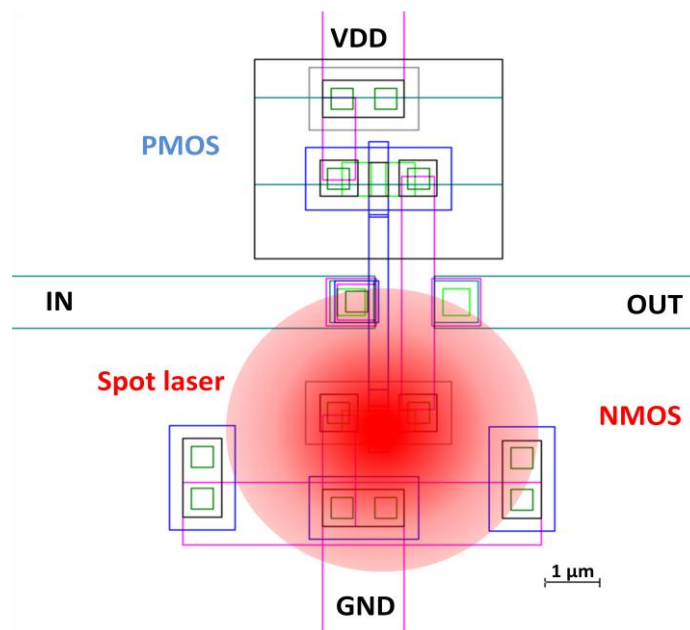 VDD
PMOS
IN
OUT
Spot laser
NMOS
1 µm
GND